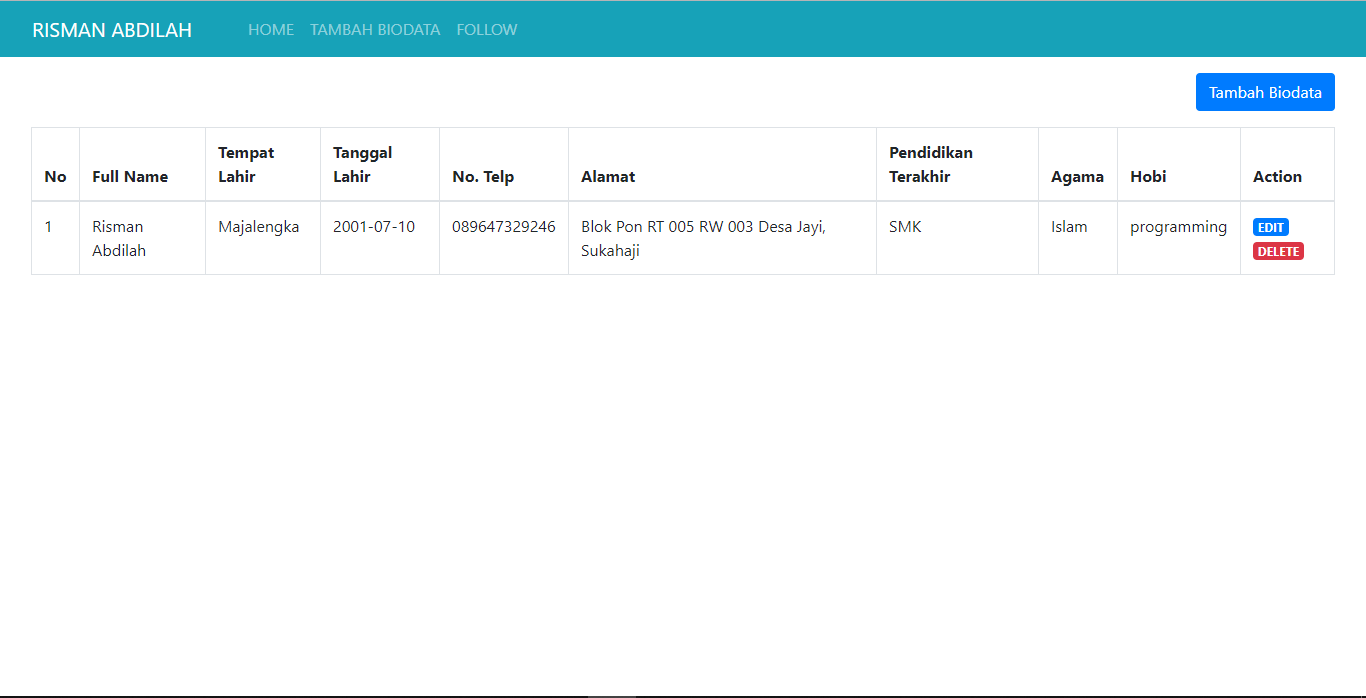 RISMAN ABDILAH HOME TAMBAH BIODATA FOLLOW
Tambah Biodata
No Full Name Tempat Lahir Tanggal Lahir No. Telp Alamat Pendidikan Terakhir Agama Hobi Action
1 Risman Abdilah Majalengka 2001-07-10 089647329246 Blok Pon RT 005 RW 003 Desa Jayi, Sukahaji SMK Islam programming EDIT DELETE